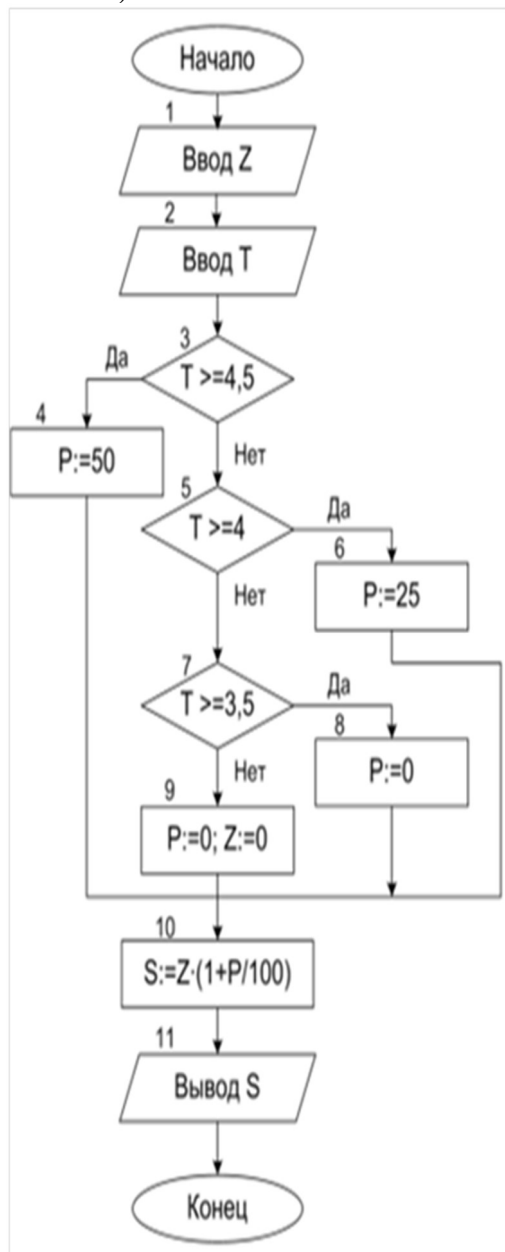 Начало
1
Ввод Z
2
Ввод T
3
Да
T >=4,5
4
P:=50
Нет
5
T >=4
Да
6
P:=25
Нет
7
T >=3,5
Да
8
P:=0
Нет
9
P:=0; Z:=0
10
S:=Z·(1+P/100)
11
Вывод S
Конец